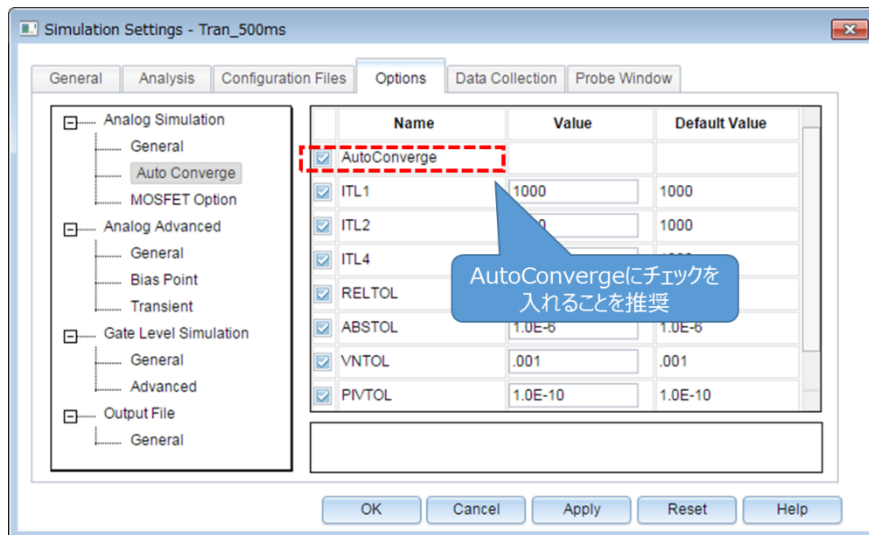 Simulation Settings - Tran_500ms
General
Analysis
Configuration Files
Options
Data Collection
Probe Window
Analog Simulation
General
Auto Converge
MOSFET Option
Analog Advanced
General
Bias Point
Transient
Gate Level Simulation
General
Advanced
Output File
General
Name Value Default Value
AutoConverge
ITL1 1000 1000
ITL2 1000
ITL4
RELTOL
ABSTOL 1.0E-6 1.0E-6
VNTOL .001 .001
PIVTOL 1.0E-10 1.0E-10
AutoConvergeにチェックを
入れることを推奨
OK
Cancel
Apply
Reset
Help